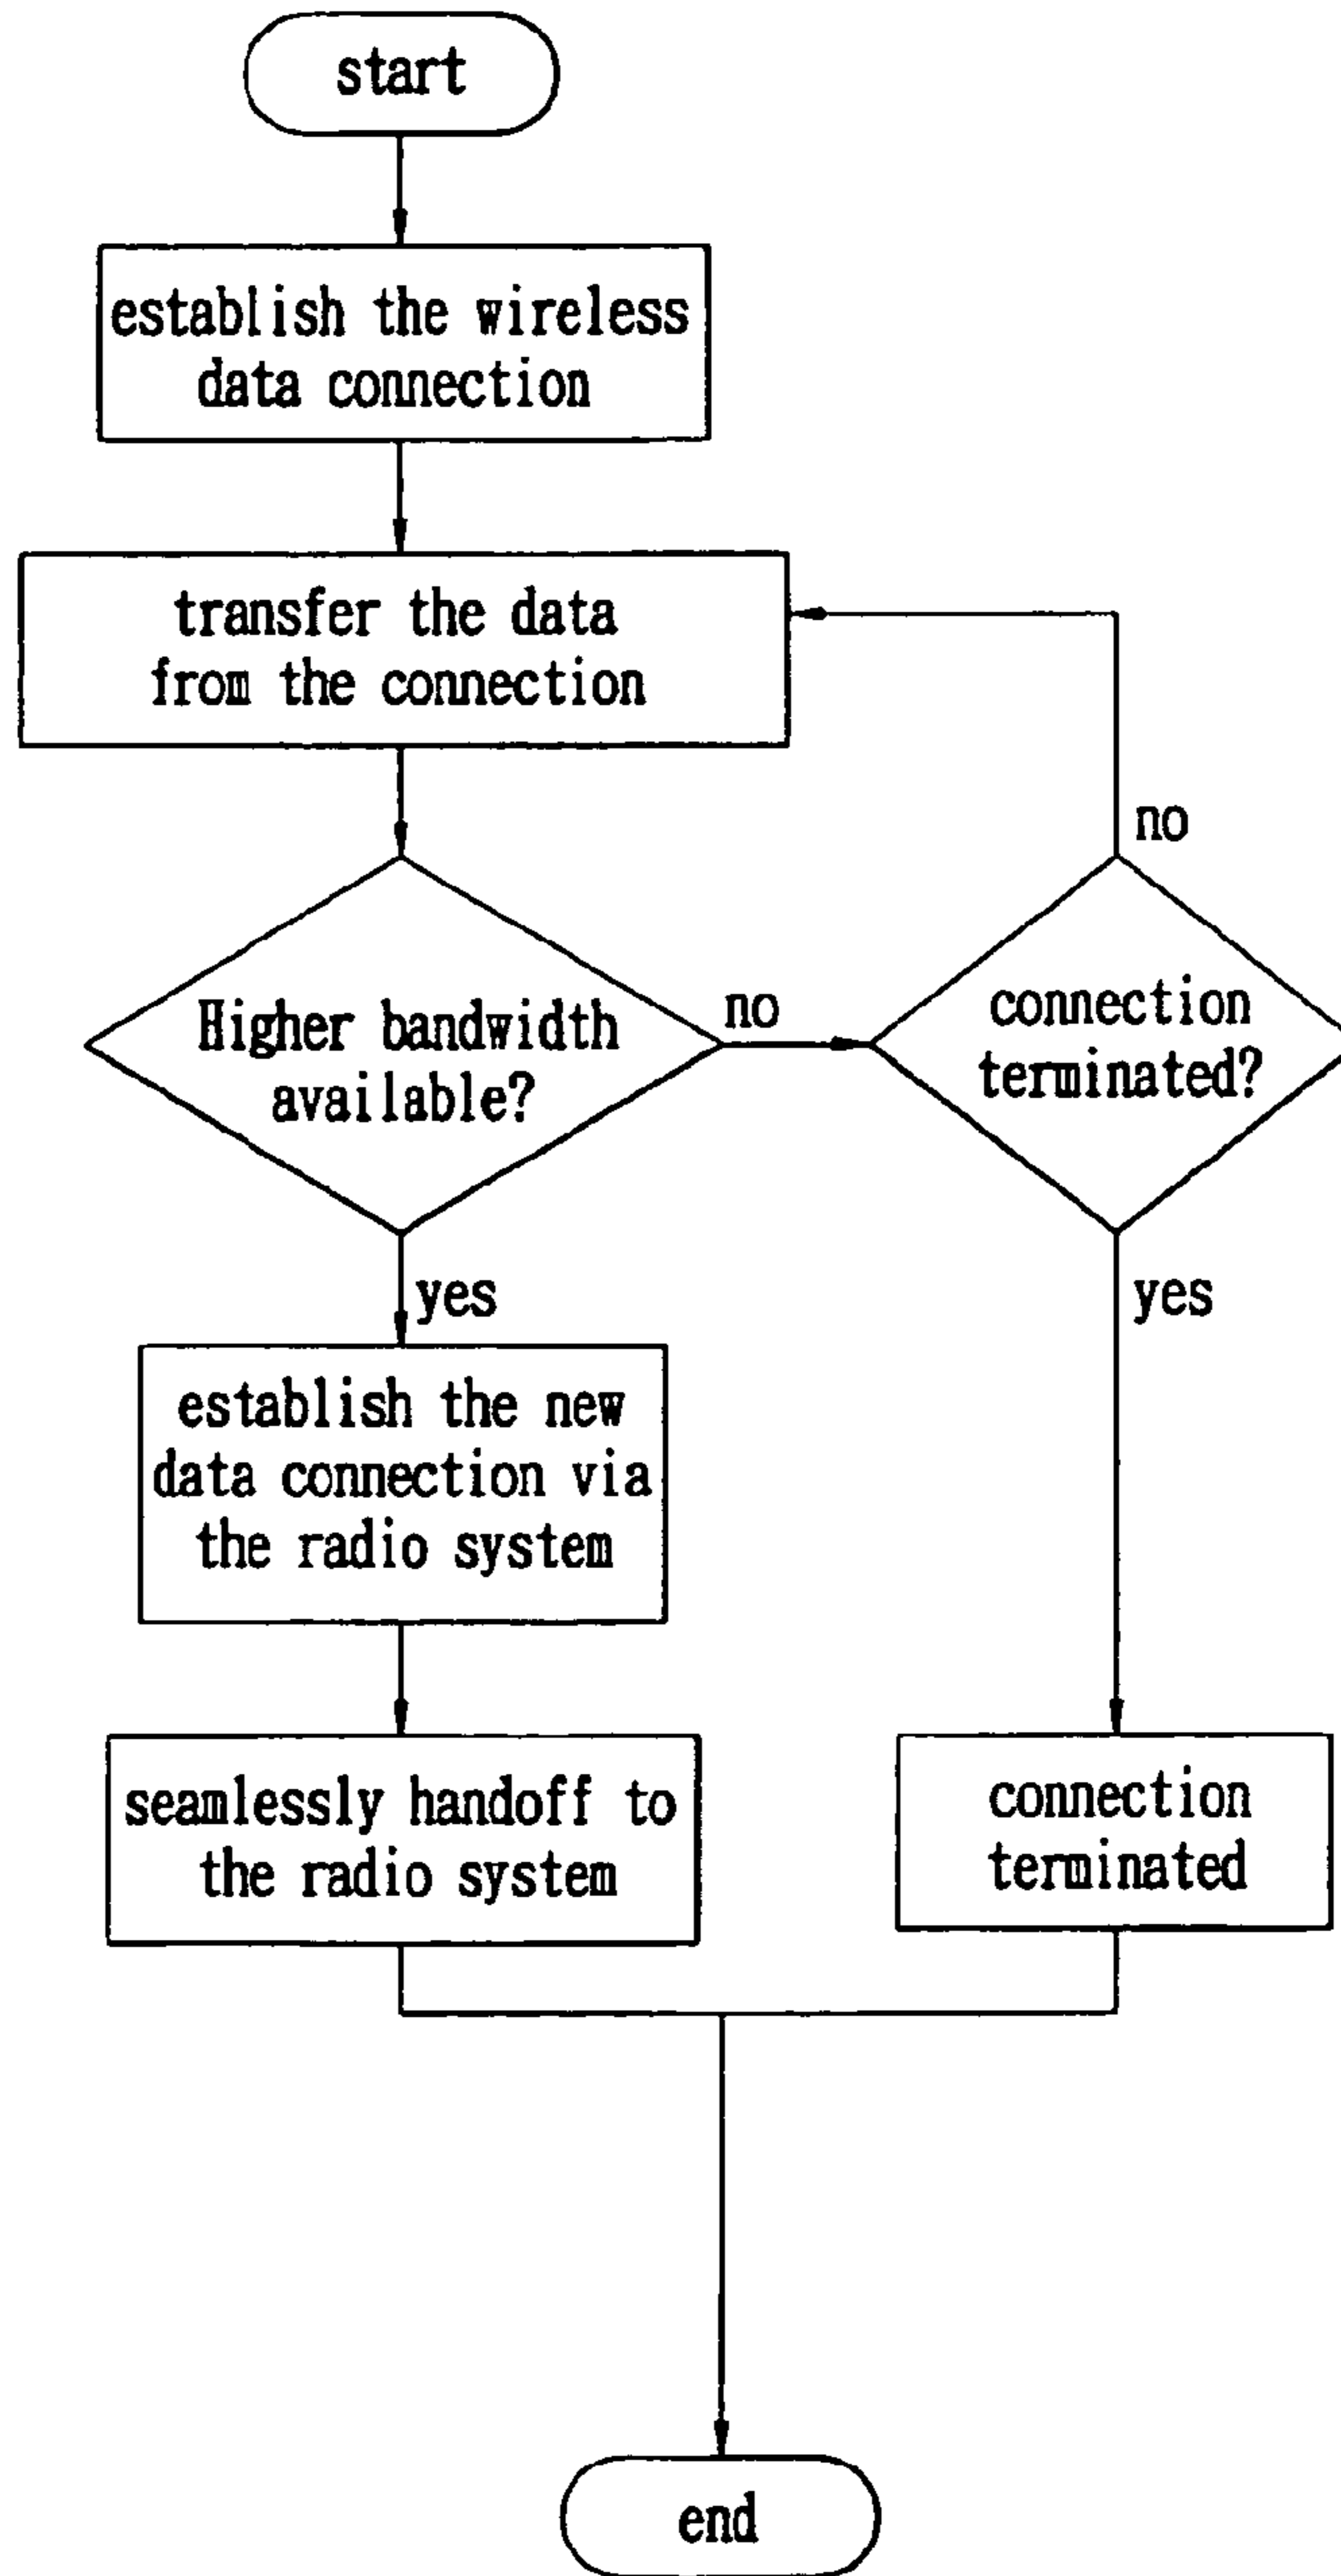 start
establish the wireless
data connection
transfer the data
from the connection
no
Higher bandwidth
available?
no
connection
terminated?
yes
yes
establish the new
data connection via
the radio system
seamlessly handoff to
the radio system
connection
terminated
end